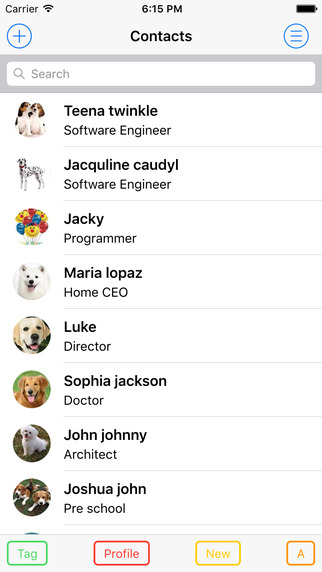 Carrier 6:15 PM
Contacts
Search
Teena twinkle
Software Engineer
Jacquline caudyl
Software Engineer
Jacky
Programmer
Maria lopaz
Home CEO
Luke
Director
Sophia jackson
Doctor
John johnny
Architect
Joshua john
Pre school
Tag Profile New A